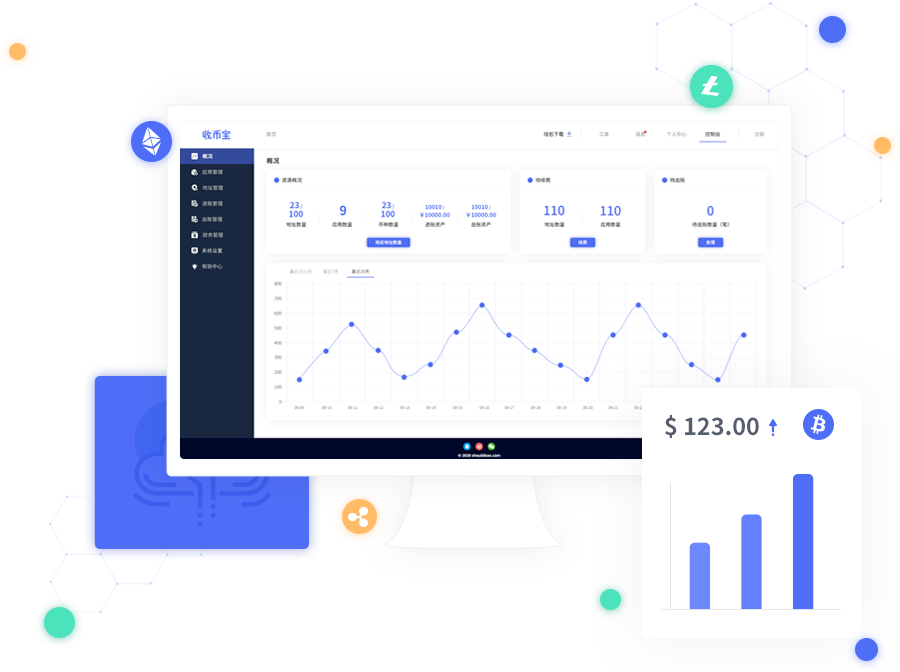 收币宝
首页
钱包下载
工单
消息
个人中心
控制台
注销
概况
应用管理
地址管理
进账管理
出账管理
财务管理
系统设置
帮助中心
概况
资源概况
23 /
100
地址数量
9
应用数量
23 /
100
币种数量
10010 /
￥10000.00
进账资产
10010 /
￥10000.00
出账资产
购买地址数量
待续费
110
地址数量
110
应用数量
续费
待出账
0
待出账数量（笔）
查看
最近24小时
最近7天
最近30天
800
700
600
500
400
300
200
100
0
09-09
09-10
09-11
09-12
09-13
09-14
09-15
09-16
09-17
09-18
09-19
09-20
09-21
© 2020 shoubibao.com
$ 123.00